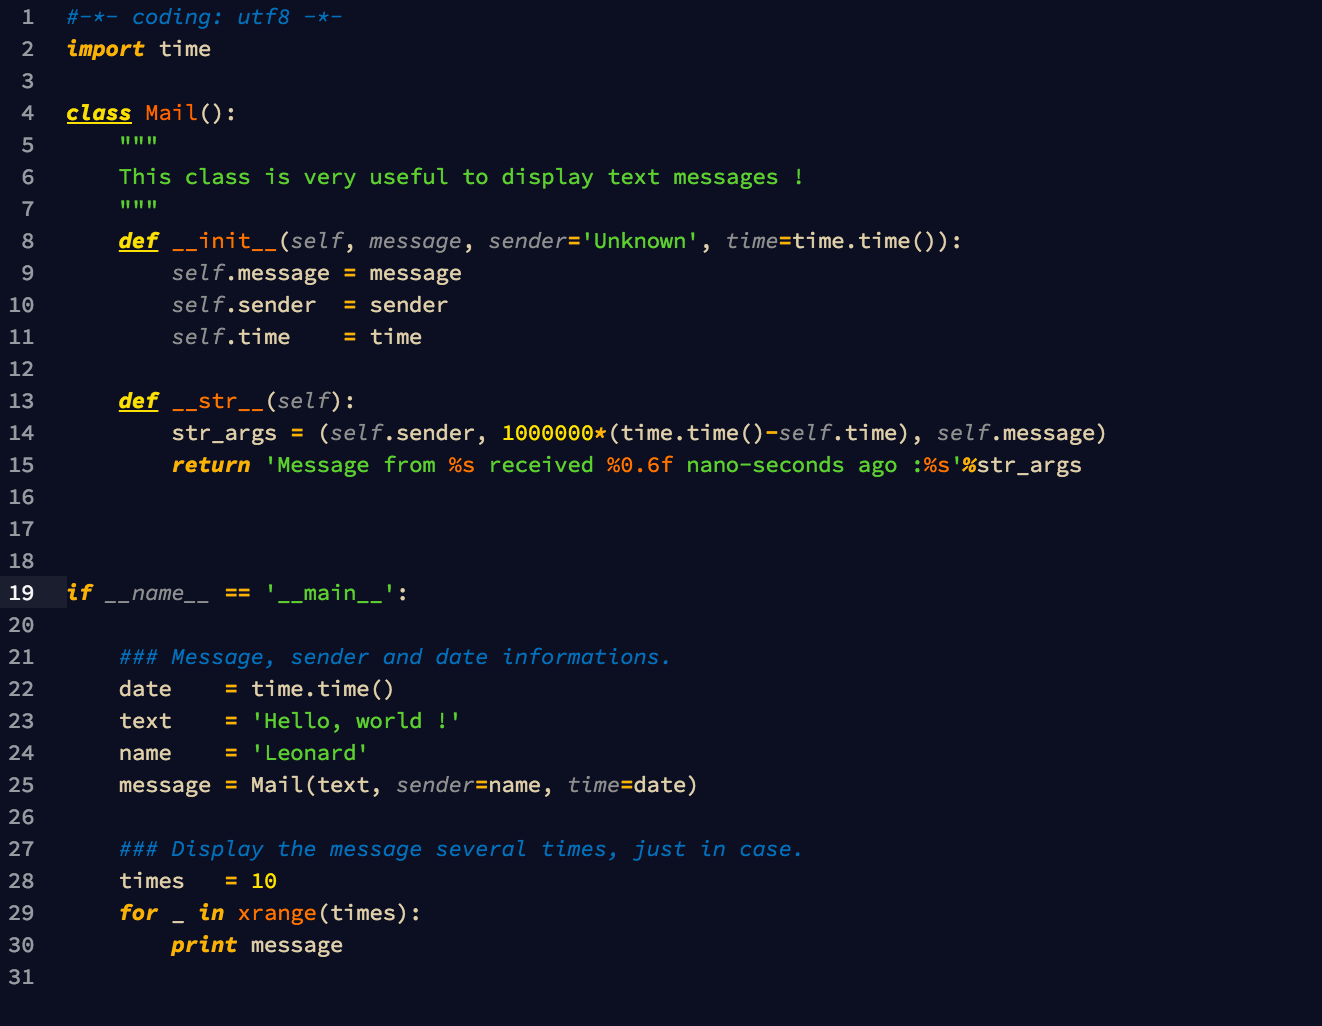 1 #-*- coding: utf8 -*-
2 import time
3
4 class Mail():
5     """
6     This class is very useful to display text messages !
7     """
8     def __init__(self, message, sender='Unknown', time=time.time()):
9         self.message = message
10         self.sender  = sender
11         self.time    = time
12
13     def __str__(self):
14         str_args = (self.sender, 1000000*(time.time()-self.time), self.message)
15         return 'Message from %s received %0.6f nano-seconds ago :%s'%str_args
16
17
18
19 if __name__ == '__main__':
20
21     ### Message, sender and date informations.
22     date    = time.time()
23     text    = 'Hello, world !'
24     name    = 'Leonard'
25     message = Mail(text, sender=name, time=date)
26
27     ### Display the message several times, just in case.
28     times   = 10
29     for _ in xrange(times):
30         print message
31